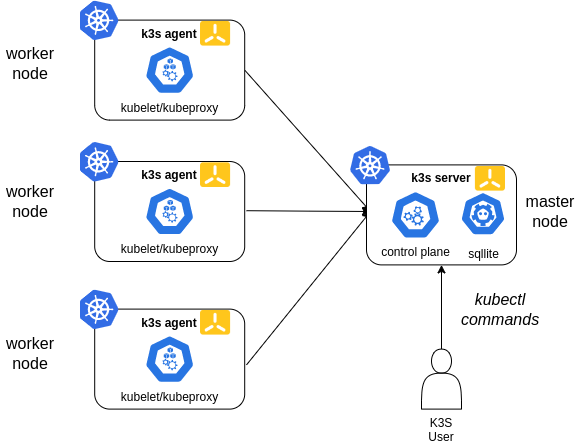 worker
node
k3s agent
kubelet/kubeproxy
worker
node
k3s agent
kubelet/kubeproxy
worker
node
k3s agent
kubelet/kubeproxy
k3s server
control plane
sqllite
master
node
kubectl
commands
K3S
User